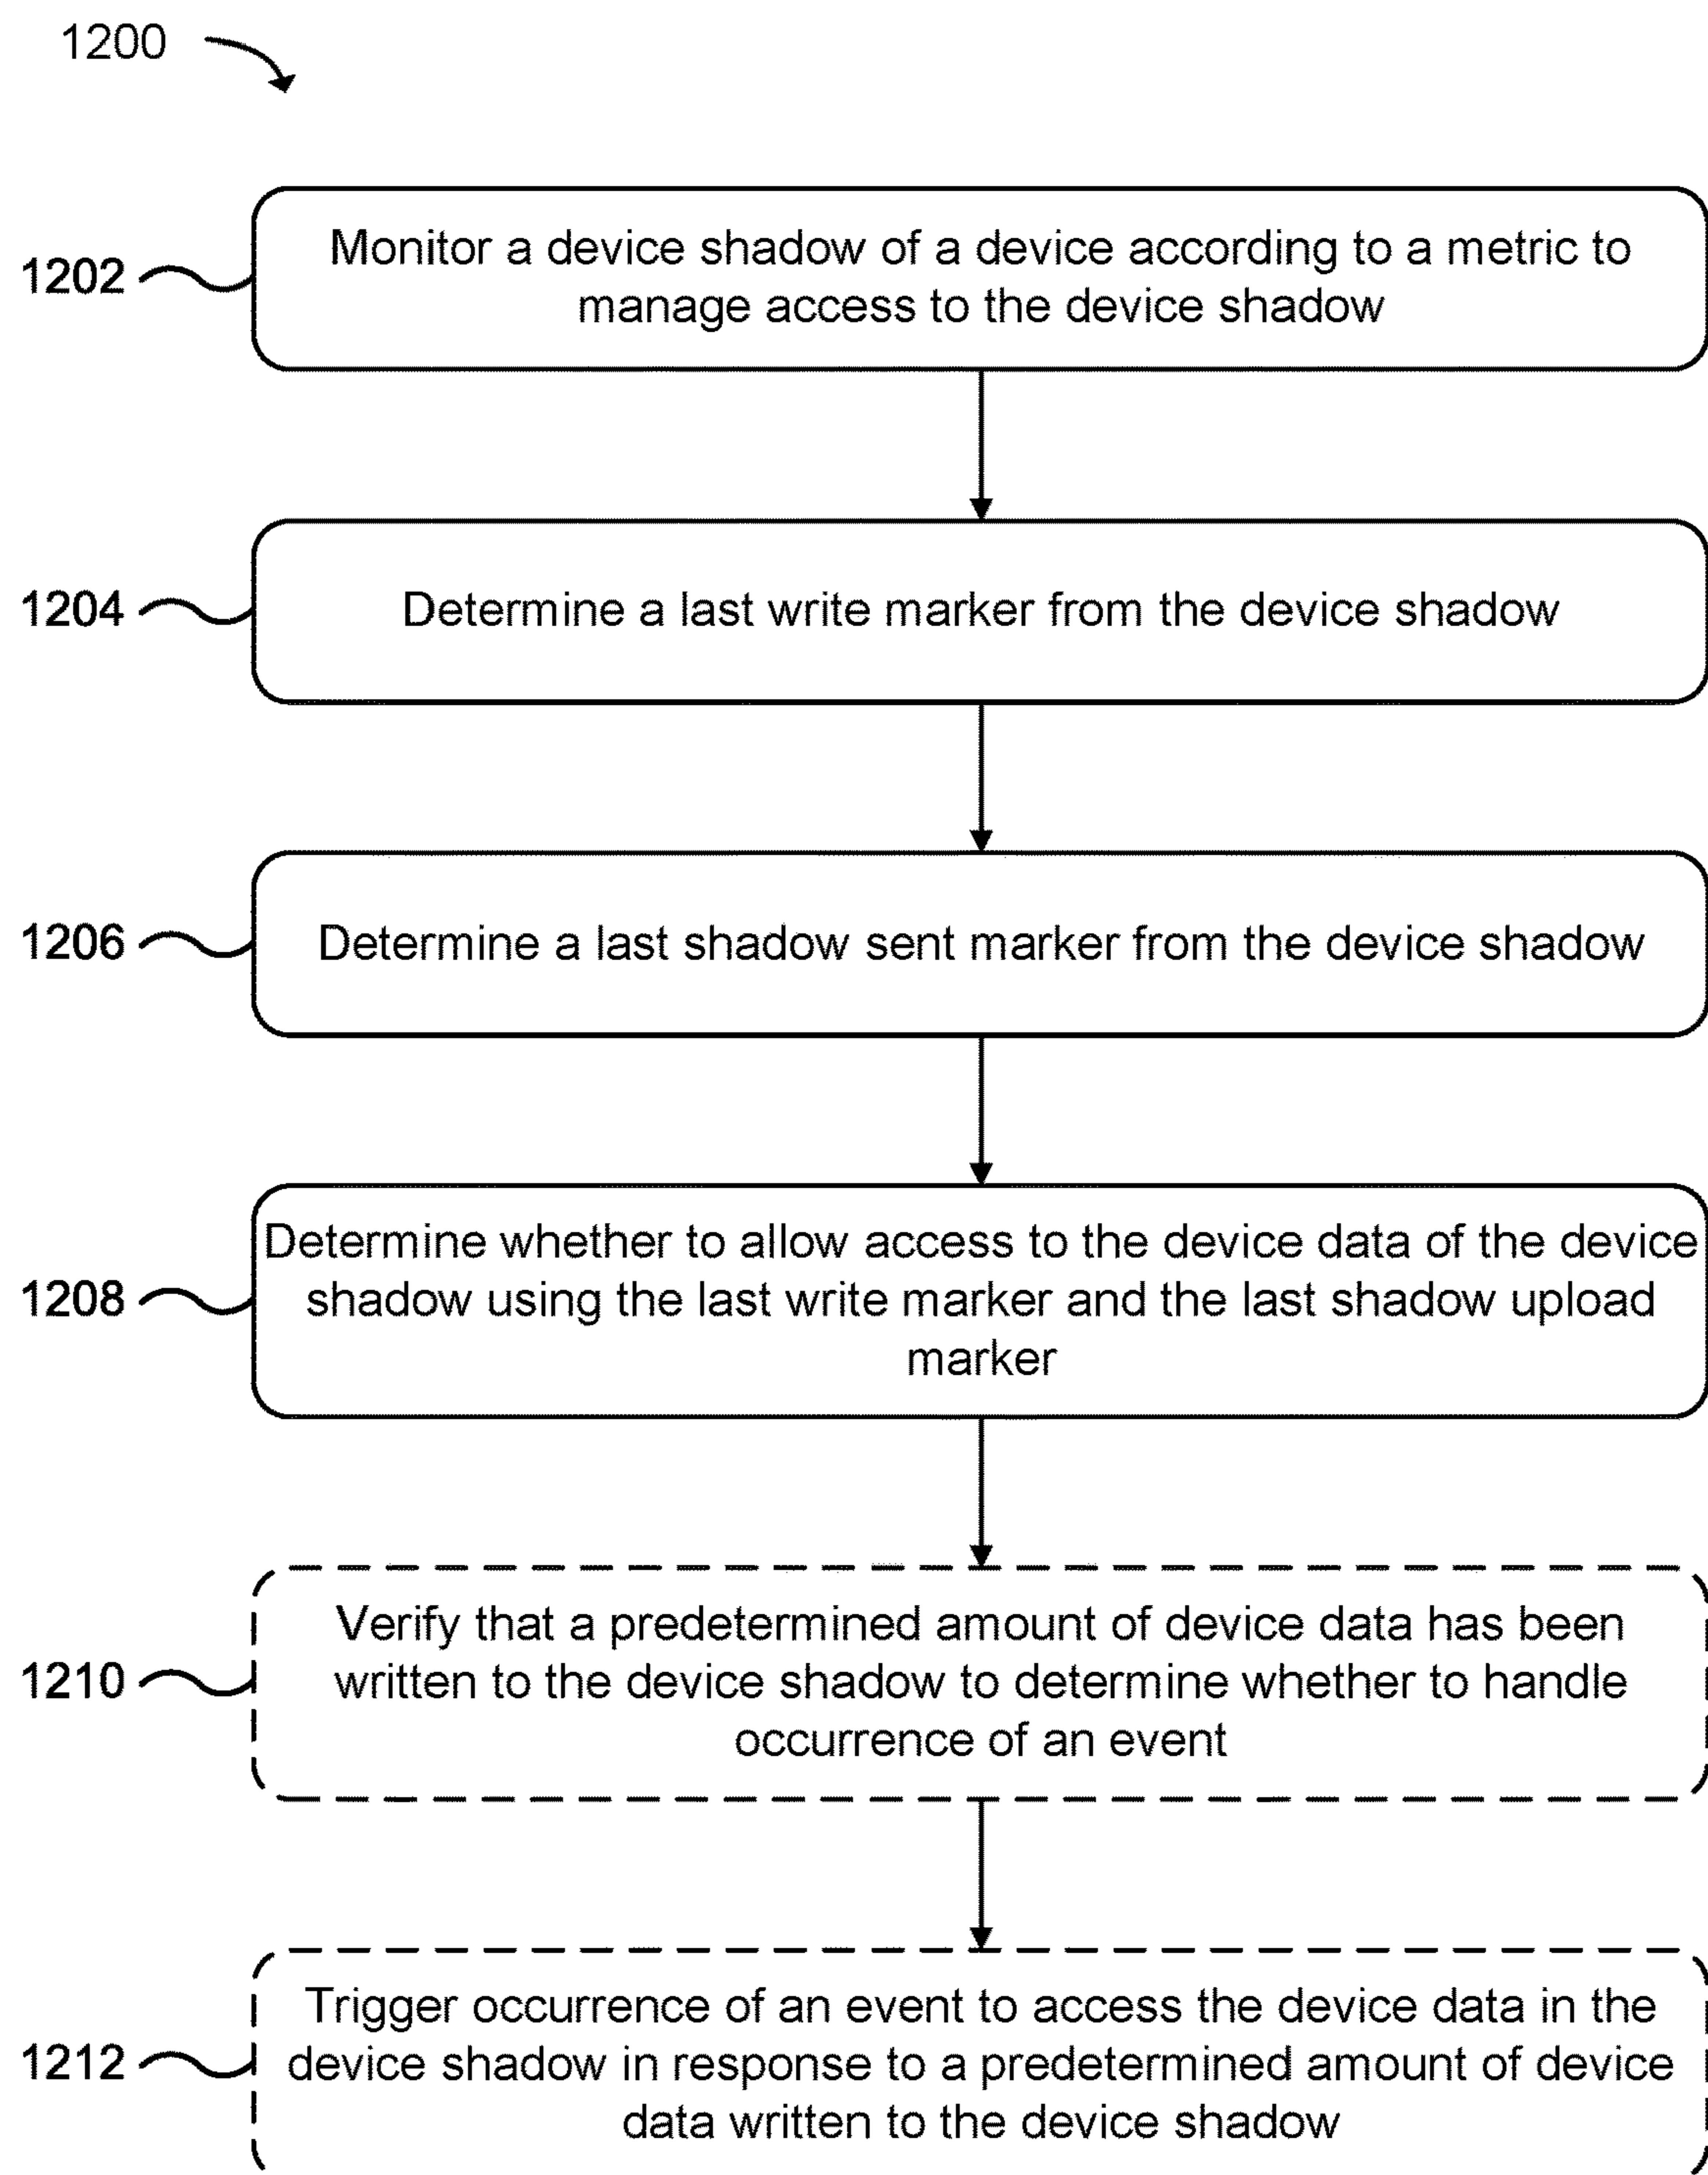 1200
1202
Monitor a device shadow of a device according to a metric to
manage access to the device shadow
1204
Determine a last write marker from the device shadow
1206
Determine a last shadow sent marker from the device shadow
1208
Determine whether to allow access to the device data of the device
shadow using the last write marker and the last shadow upload
marker
1210
Verify that a predetermined amount of device data has been
written to the device shadow to determine whether to handle
occurrence of an event
1212
Trigger occurrence of an event to access the device data in the
device shadow in response to a predetermined amount of device
data written to the device shadow